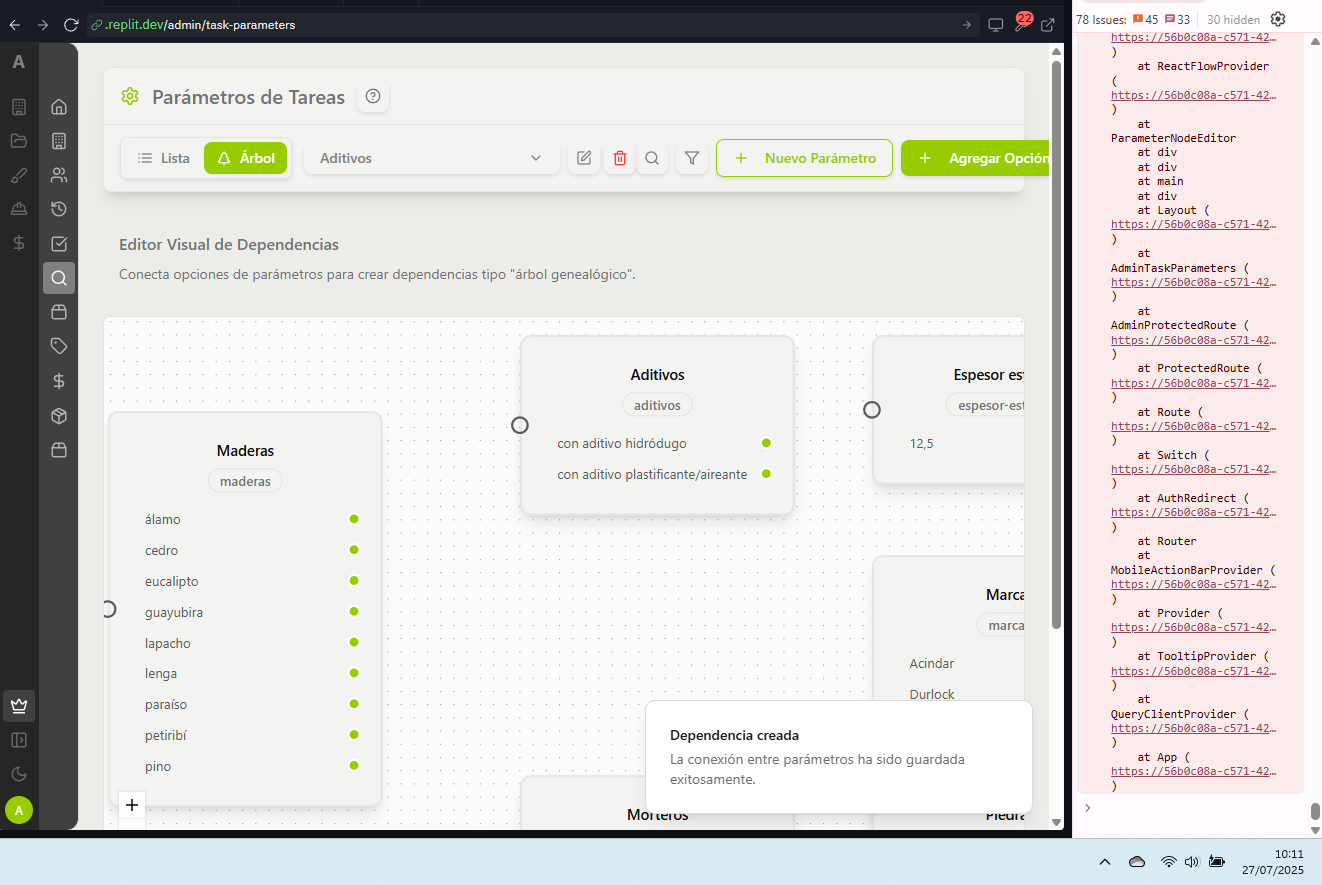 .replit.dev/admin/task-parameters
22
78 Issues: 45 33 30 hidden
A
Parámetros de Tareas
Lista
Árbol
Aditivos
Nuevo Parámetro
Agregar Opción
Editor Visual de Dependencias
Conecta opciones de parámetros para crear dependencias tipo "árbol genealógico".
Maderas
maderas
álamo
cedro
eucalipto
guayubira
lapacho
lenga
paraíso
petiribí
pino
Aditivos
aditivos
con aditivo hidródugo
con aditivo plastificante/aireante
Espesor est
espesor-est
12,5
Marca
marca
Acindar
Durlock
Morteros
Piedra
Dependencia creada
La conexión entre parámetros ha sido guardada
exitosamente.
A
https://56b0c08a-c571-42…
)
at ReactFlowProvider
(
https://56b0c08a-c571-42…
)
at
ParameterNodeEditor
at div
at div
at main
at div
at Layout (
https://56b0c08a-c571-42…
)
at
AdminTaskParameters (
https://56b0c08a-c571-42…
)
at
AdminProtectedRoute (
https://56b0c08a-c571-42…
)
at ProtectedRoute (
https://56b0c08a-c571-42…
)
at Route (
https://56b0c08a-c571-42…
)
at Switch (
https://56b0c08a-c571-42…
)
at AuthRedirect (
https://56b0c08a-c571-42…
)
at Router
at
MobileActionBarProvider (
https://56b0c08a-c571-42…
)
at Provider (
https://56b0c08a-c571-42…
)
at TooltipProvider (
https://56b0c08a-c571-42…
)
at
QueryClientProvider (
https://56b0c08a-c571-42…
)
at App (
https://56b0c08a-c571-42…
)
10:11
27/07/2025